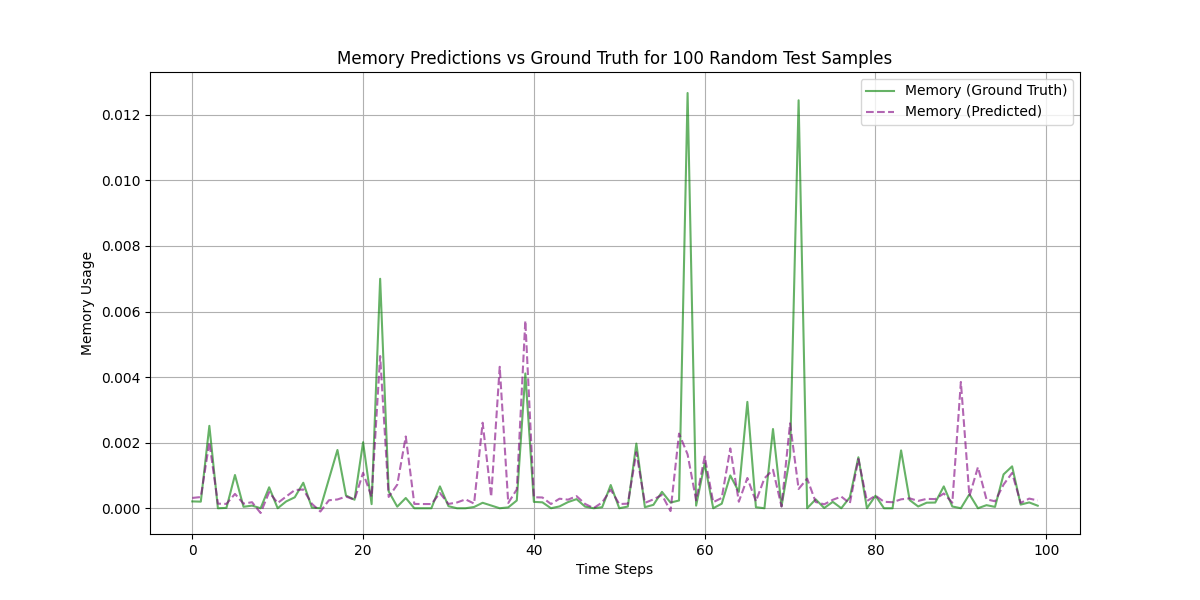 Memory Predictions vs Ground Truth for 100 Random Test Samples
Memory (Ground Truth)
Memory (Predicted)
0.012
0.010
0.008
0.006
0.004
0.002
0.000
Memory Usage
0 20 40 60 80 100
Time Steps